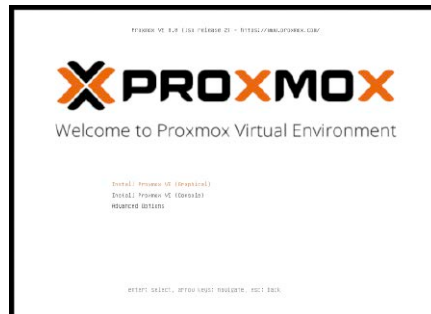 Proxmox VE 8.0 (iso release 2) - https://www.proxmox.com/
PROXMOX
Welcome to Proxmox Virtual Environment
Install Proxmox VE (Graphical)
Install Proxmox VE (Console)
Advanced Options
enter: select, arrow keys: navigate, esc: back